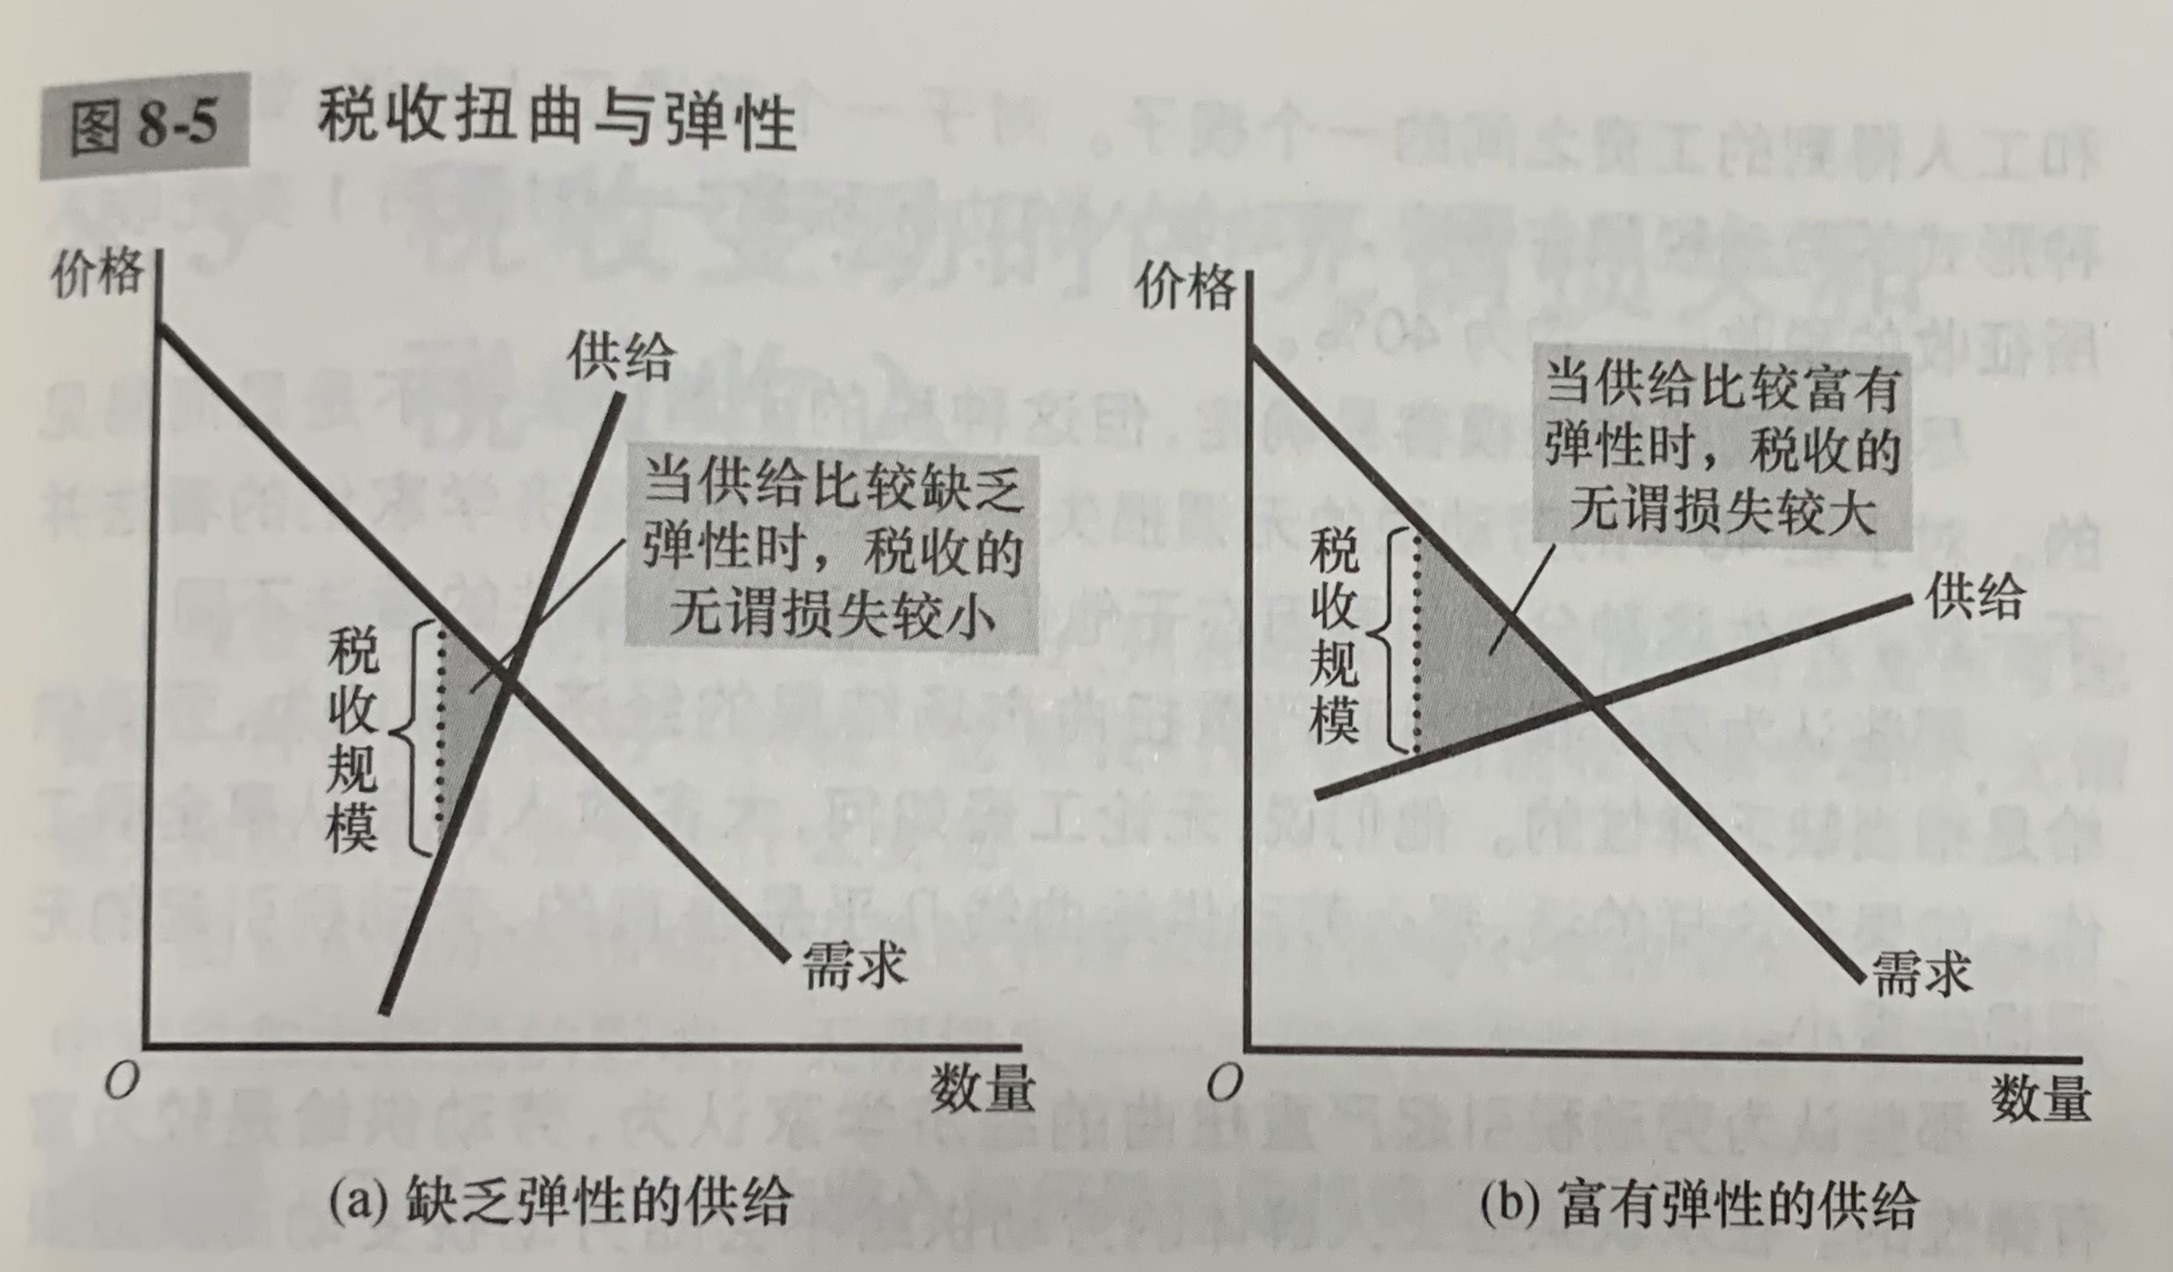 图 8-5 税收扭曲与弹性
价格
供给
当供给比较缺乏
弹性时，税收的
无谓损失较小
税收规模
需求
O
数量
(a) 缺乏弹性的供给
价格
当供给比较富有
弹性时，税收的
无谓损失较大
税收规模
供给
需求
O
数量
(b) 富有弹性的供给